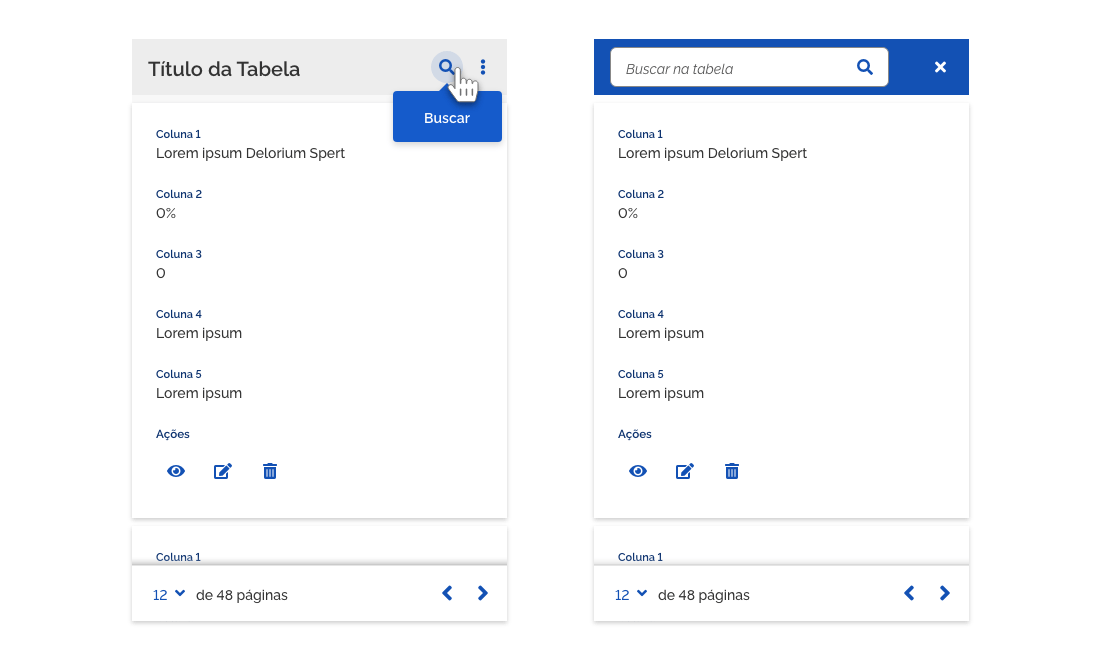 Título da Tabela
Buscar
Coluna 1
Lorem ipsum Delorium Spert
Coluna 2
0%
Coluna 3
0
Coluna 4
Lorem ipsum
Coluna 5
Lorem ipsum
Ações
Coluna 1
12 de 48 páginas
Buscar na tabela
Coluna 1
Lorem ipsum Delorium Spert
Coluna 2
0%
Coluna 3
0
Coluna 4
Lorem ipsum
Coluna 5
Lorem ipsum
Ações
Coluna 1
12 de 48 páginas